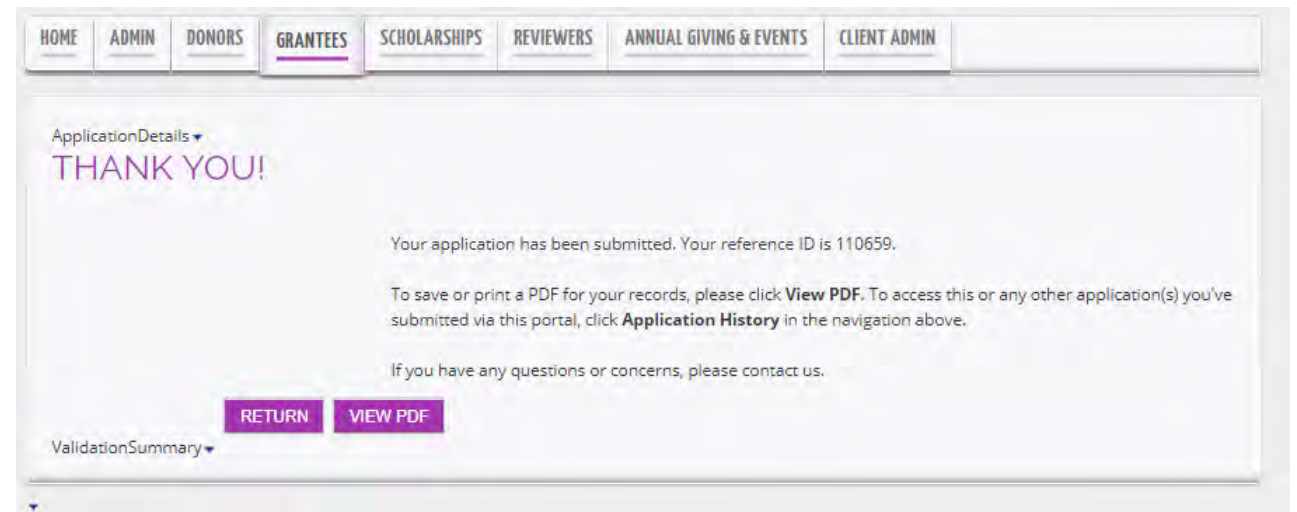 HOME ADMIN DONORS GRANTEES SCHOLARSHIPS REVIEWERS ANNUAL GIVING & EVENTS CLIENT ADMIN
ApplicationDetails
THANK YOU!
Your application has been submitted. Your reference ID is 110659.
To save or print a PDF for your records, please click View PDF. To access this or any other application(s) you've
submitted via this portal, click Application History in the navigation above.
If you have any questions or concerns, please contact us.
RETURN VIEW PDF
ValidationSummary